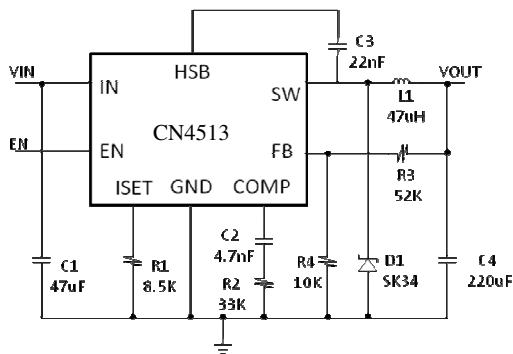 C3
22nF
VIN
IN
HSB
SW
VOUT
L1
47uH
CN4513
EN
EN
FB
R3
52K
ISET
GND
COMP
C1
47uF
R1
8.5K
C2
4.7nF
R2
33K
R4
10K
D1
SK34
C4
220uF